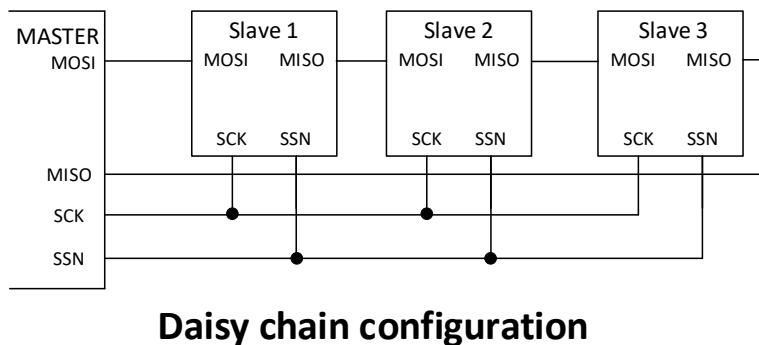 MASTER
MOSI
MISO
SCK
SSN
Slave 1
MOSI MISO
SCK SSN
Slave 2
MOSI MISO
SCK SSN
Slave 3
MOSI MISO
SCK SSN
Daisy chain configuration